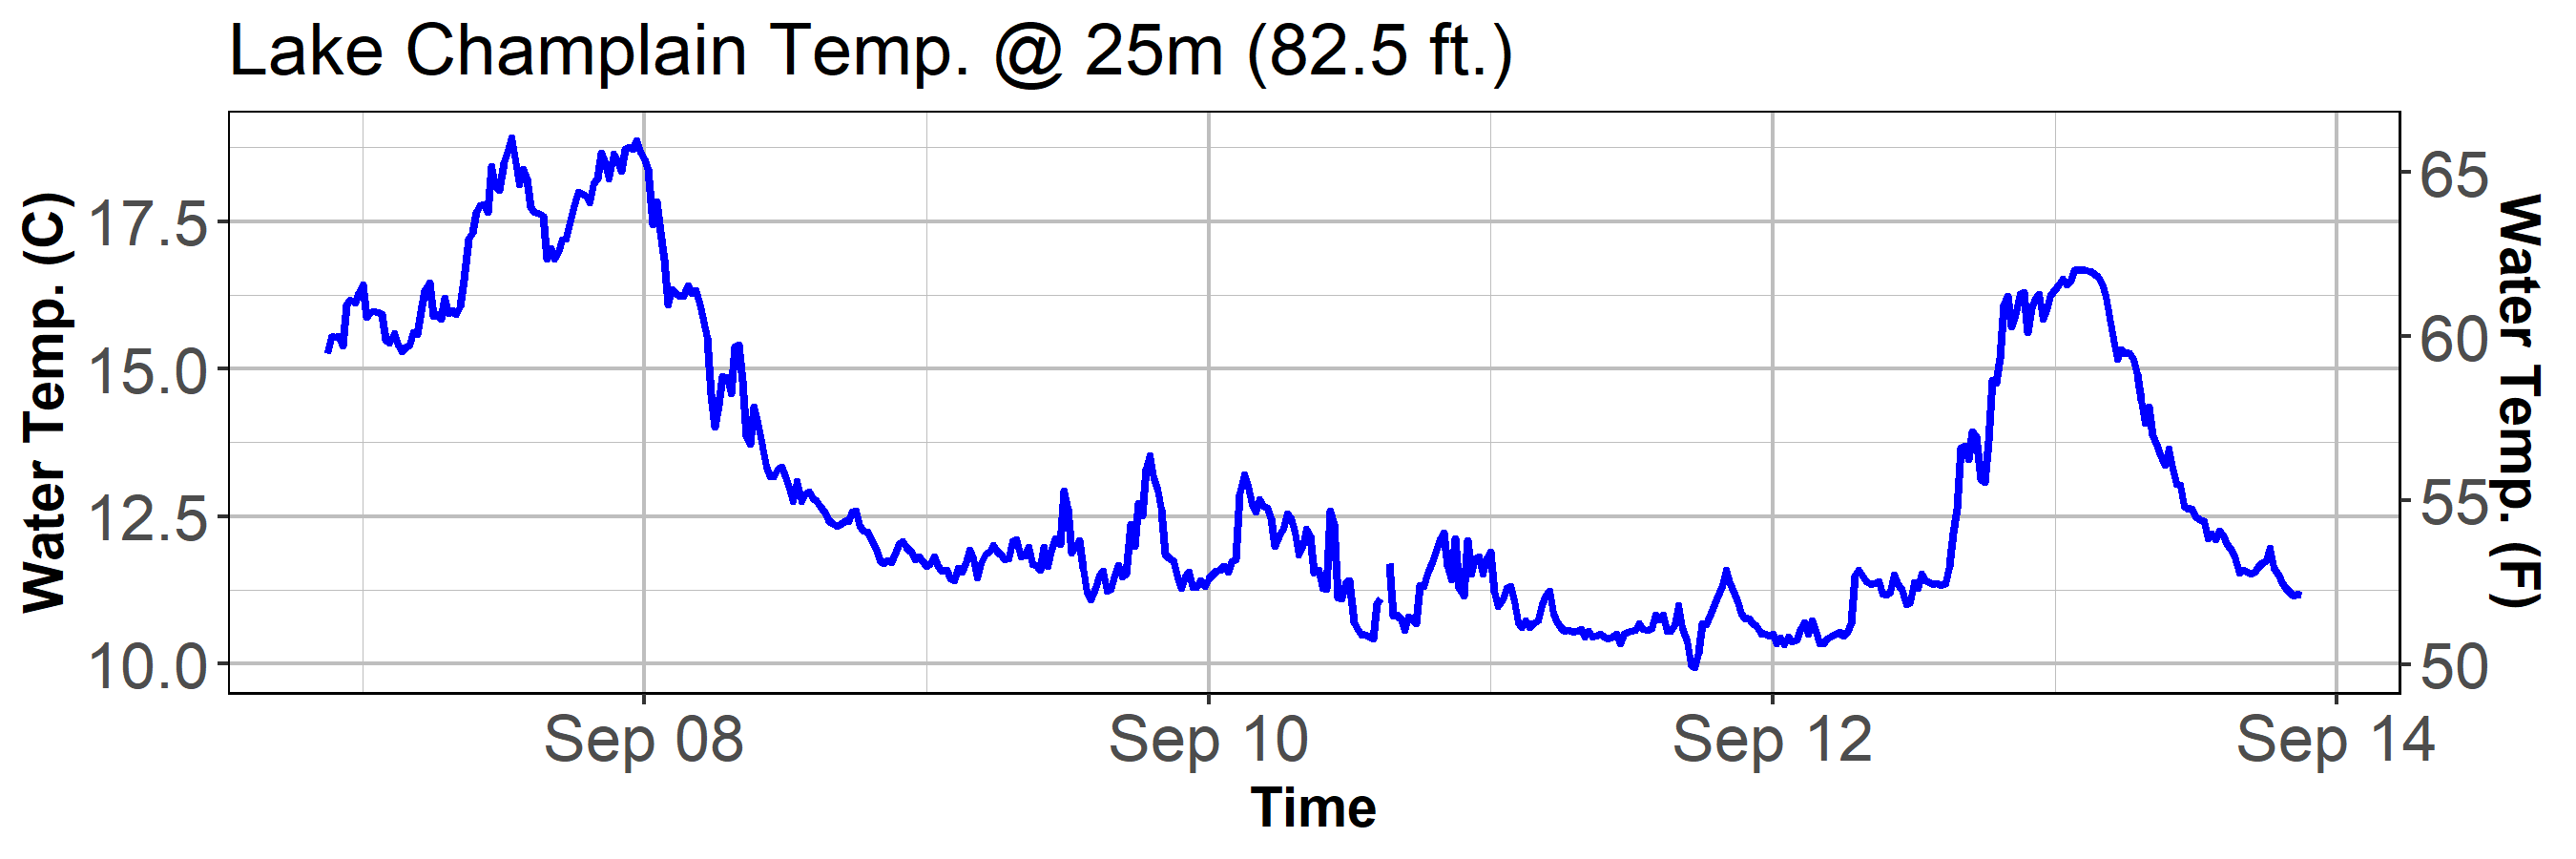 Lake Champlain Temp. @ 25m (82.5 ft.)
Water Temp. (C)
17.5
15.0
12.5
10.0
65
60
55
50
Water Temp. (F)
Sep 08
Sep 10
Sep 12
Sep 14
Time